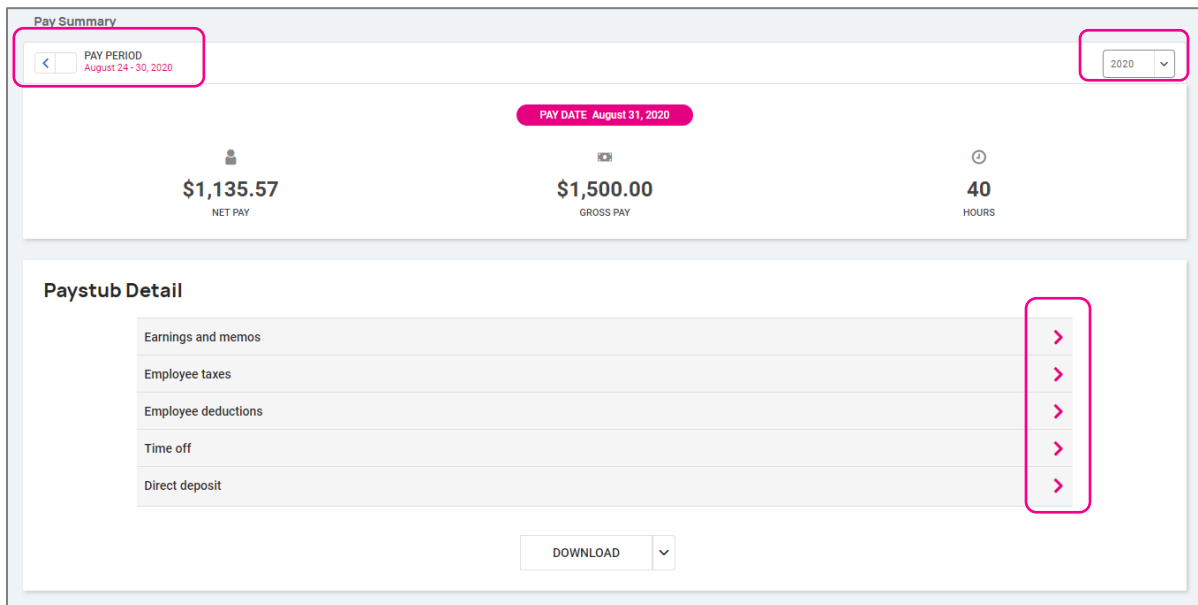 Pay Summary
PAY PERIOD
August 24 - 30, 2020
2020
PAY DATE August 31, 2020
$1,135.57
NET PAY
$1,500.00
GROSS PAY
40
HOURS
Paystub Detail
Earnings and memos
Employee taxes
Employee deductions
Time off
Direct deposit
DOWNLOAD